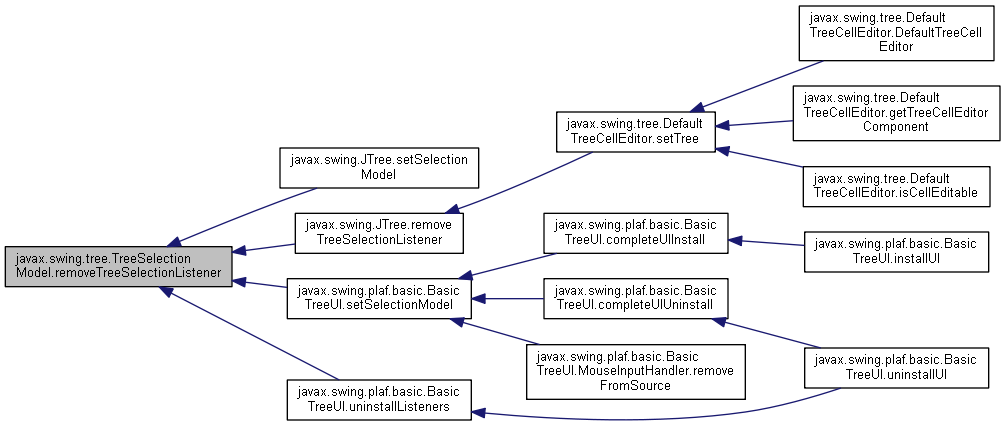 javax.swing.tree.Default
TreeCellEditor.DefaultTreeCell
Editor
javax.swing.tree.Default
TreeCellEditor.getTreeCellEditor
Component
javax.swing.tree.Default
TreeCellEditor.setTree
javax.swing.JTree.setSelection
Model
javax.swing.tree.Default
TreeCellEditor.isCellEditable
javax.swing.JTree.remove
TreeSelectionListener
javax.swing.plaf.basic.Basic
TreeUI.completeUIInstall
javax.swing.plaf.basic.Basic
TreeUI.installUI
javax.swing.tree.TreeSelection
Model.removeTreeSelectionListener
javax.swing.plaf.basic.Basic
TreeUI.setSelectionModel
javax.swing.plaf.basic.Basic
TreeUI.completeUIUninstall
javax.swing.plaf.basic.Basic
TreeUI.MouseInputHandler.remove
FromSource
javax.swing.plaf.basic.Basic
TreeUI.uninstallUI
javax.swing.plaf.basic.Basic
TreeUI.uninstallListeners